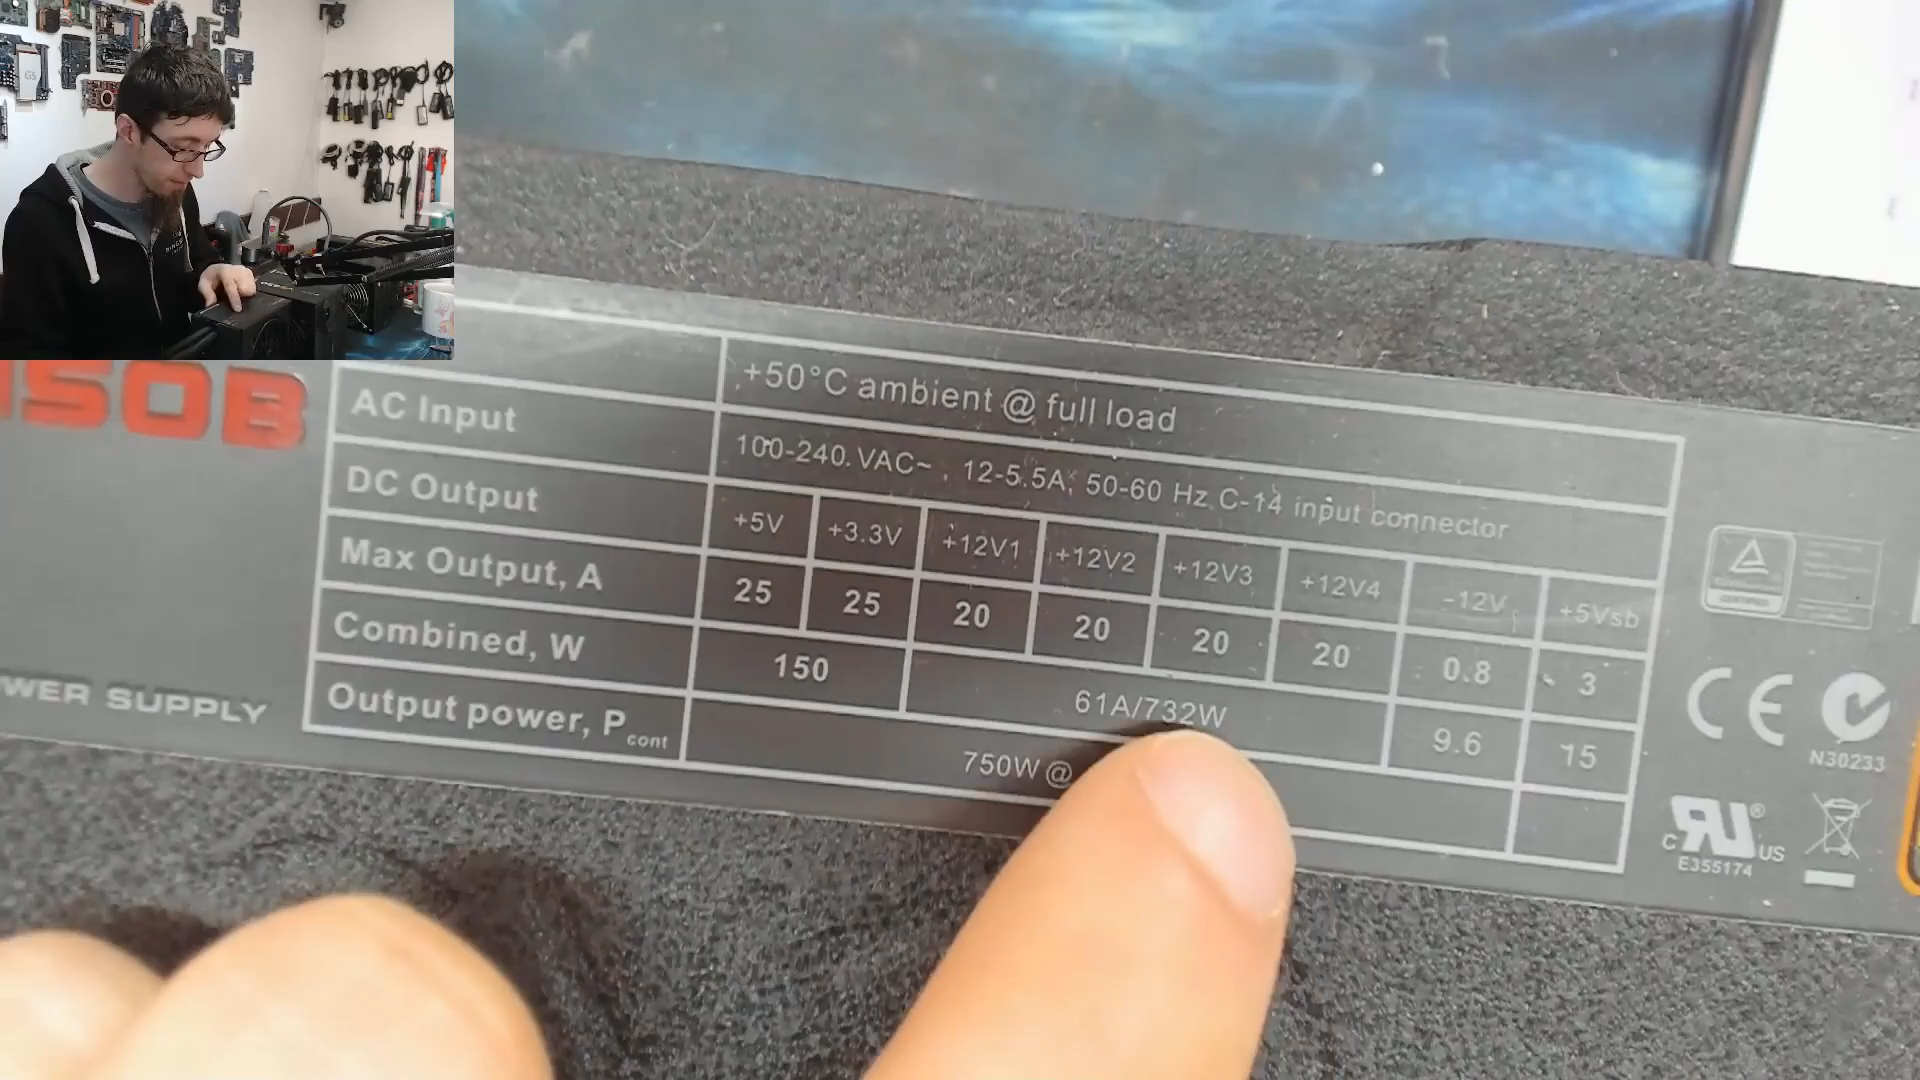 G5
50B
+50°C ambient @ full load
AC Input
100-240. VAC~ , 12-5.5A, 50-60 Hz C-14 input connector
DC Output
+5V +3.3V +12V1 +12V2 +12V3 +12V4 -12V +5Vsb
Max Output, A
25 25 20 20 20 20 0.8 3
Combined, W
150 61A/732W 9.6 15
Output power, Pcont
750W @
WER SUPPLY
CE
N30233
C RU ® US
E355174